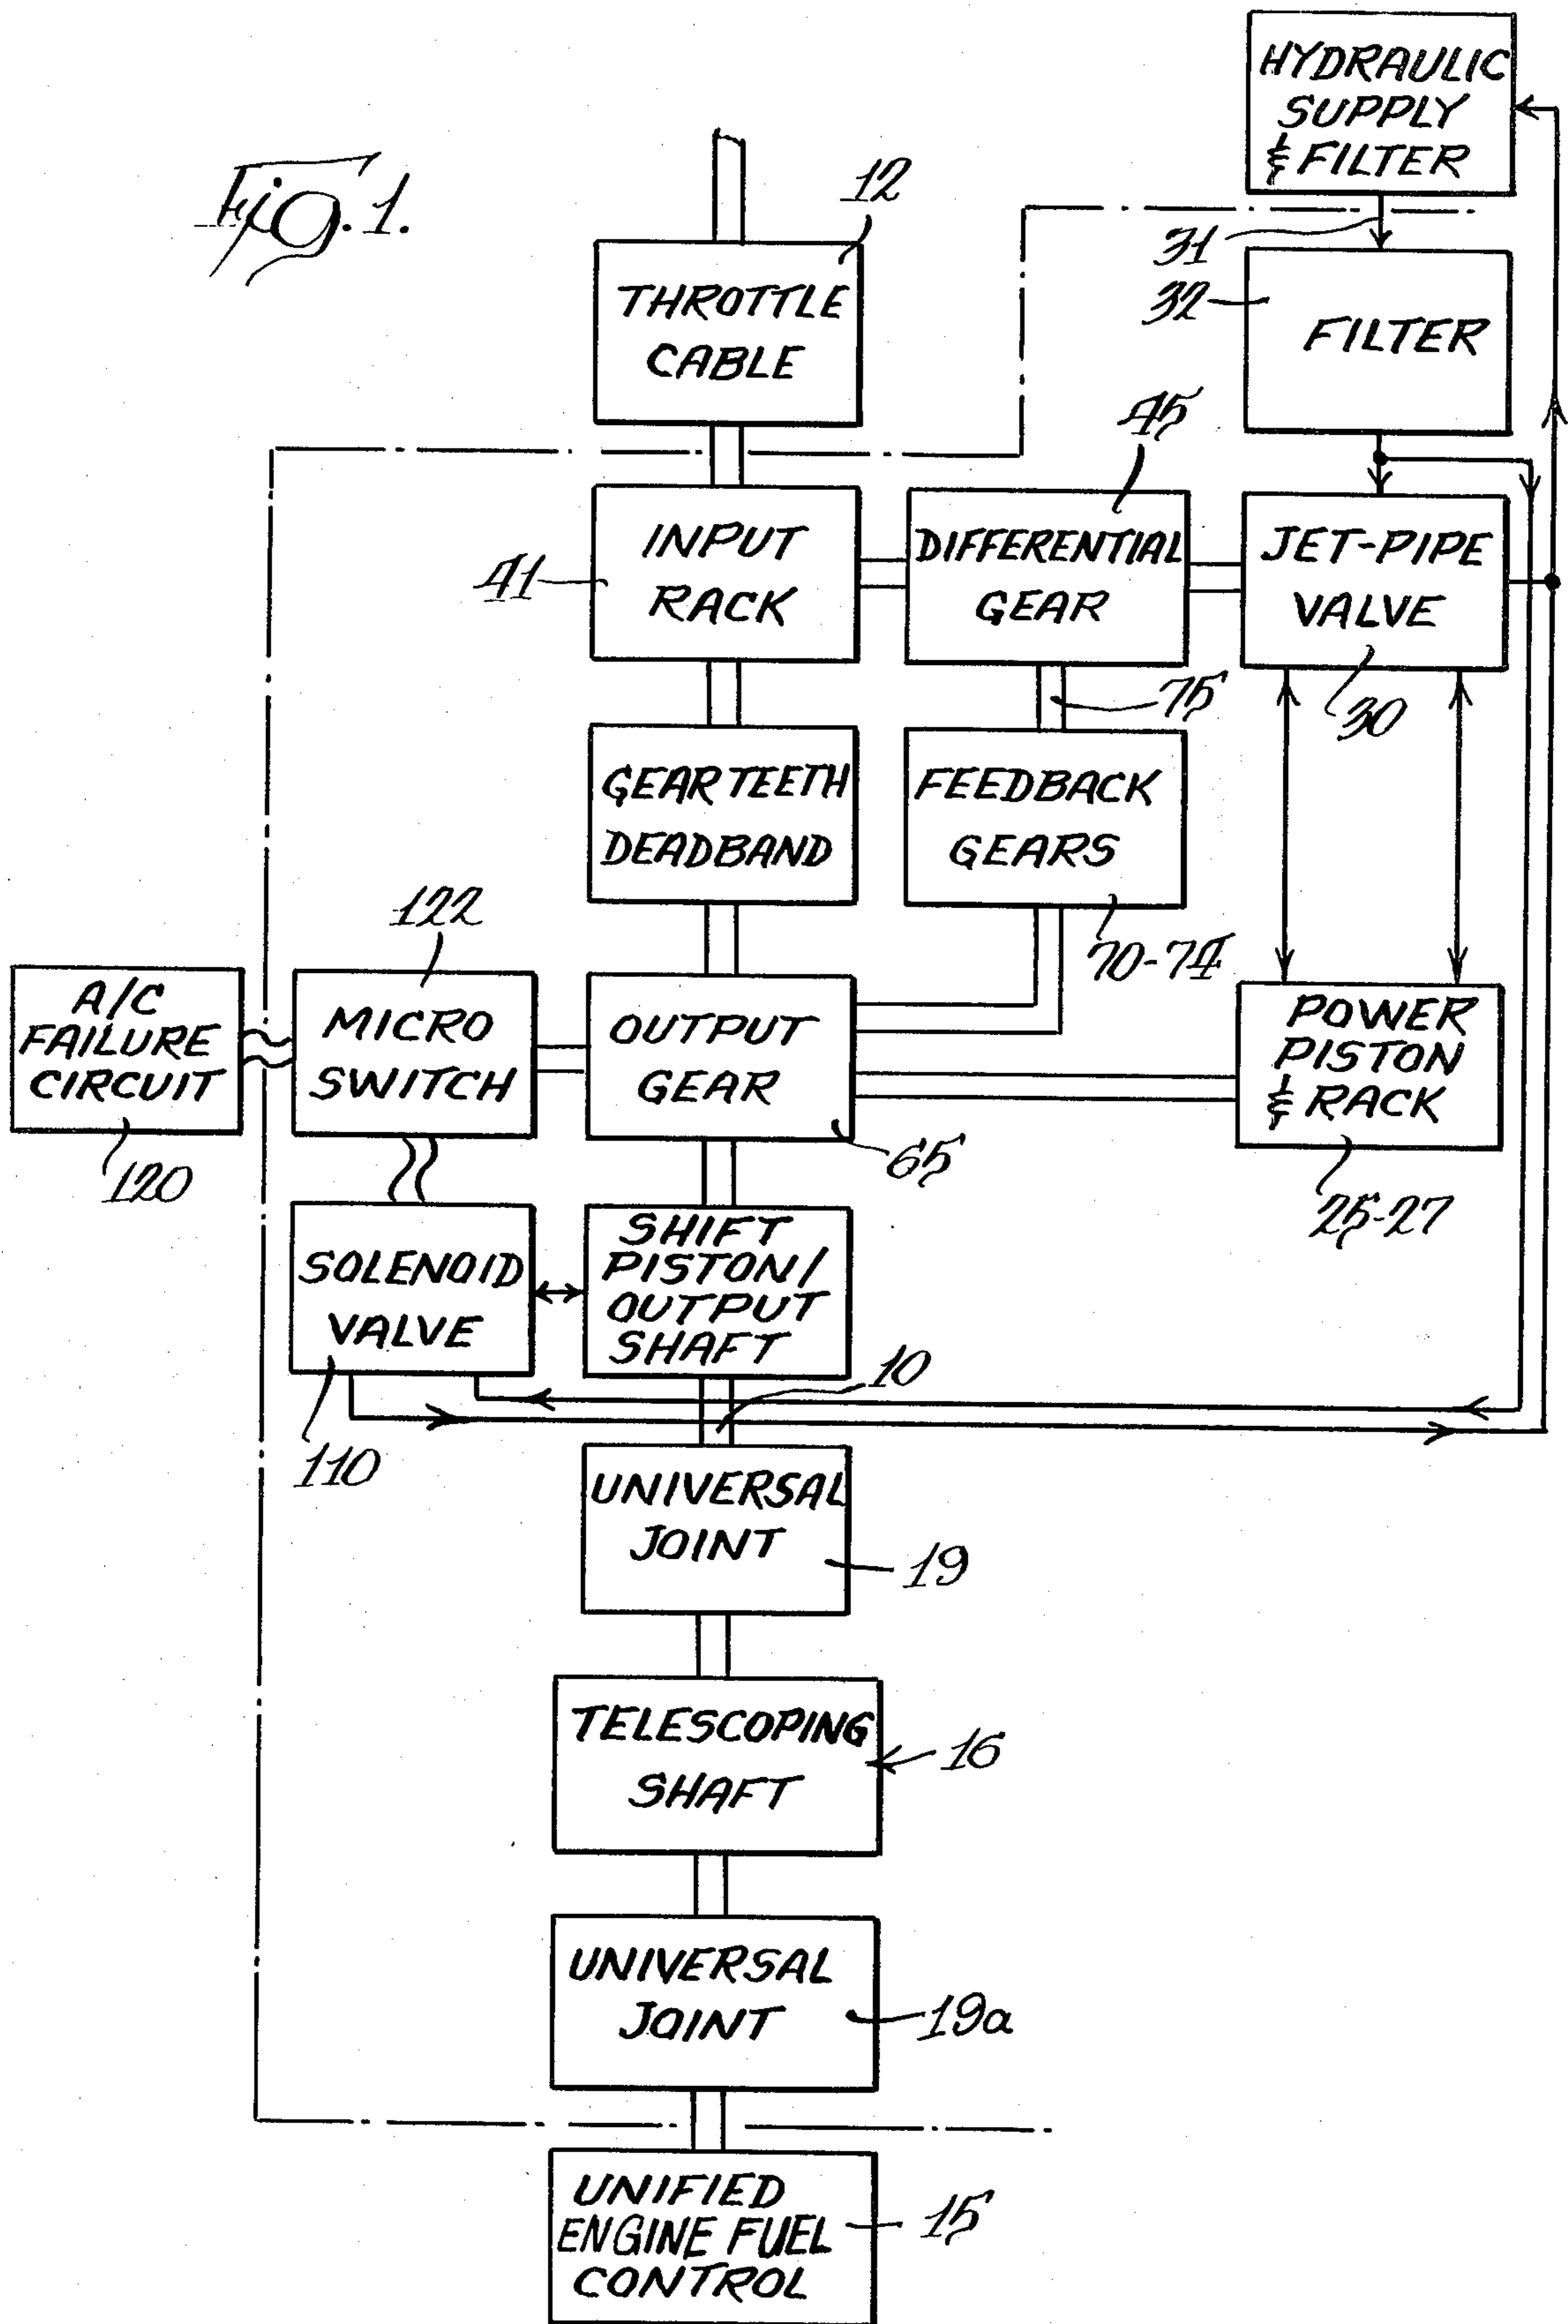 Fig. 1.
HYDRAULIC
SUPPLY
& FILTER
12
31
THROTTLE
CABLE
32
FILTER
45
INPUT
RACK
41
DIFFERENTIAL
GEAR
JET-PIPE
VALVE
30
75
GEAR TEETH
DEADBAND
FEEDBACK
GEARS
70-74
122
A/C
FAILURE
CIRCUIT
120
MICRO
SWITCH
OUTPUT
GEAR
65
POWER
PISTON
& RACK
25-27
SOLENOID
VALVE
110
SHIFT
PISTON/
OUTPUT
SHAFT
10
UNIVERSAL
JOINT
19
TELESCOPING
SHAFT
16
UNIVERSAL
JOINT
19a
UNIFIED
ENGINE FUEL
CONTROL
15